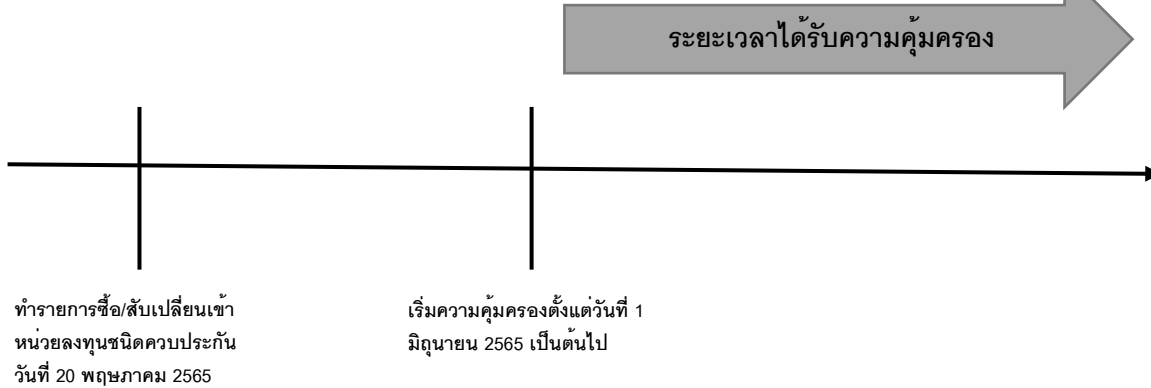 ระยะเวลาได้รับความคุ้มครอง
ทำรายการซื้อ/สับเปลี่ยนเข้า
หน่วยลงทุนชนิดควบประกัน
วันที่ 20 พฤษภาคม 2565
เริ่มความคุ้มครองตั้งแต่วันที่ 1
มิถุนายน 2565 เป็นต้นไป